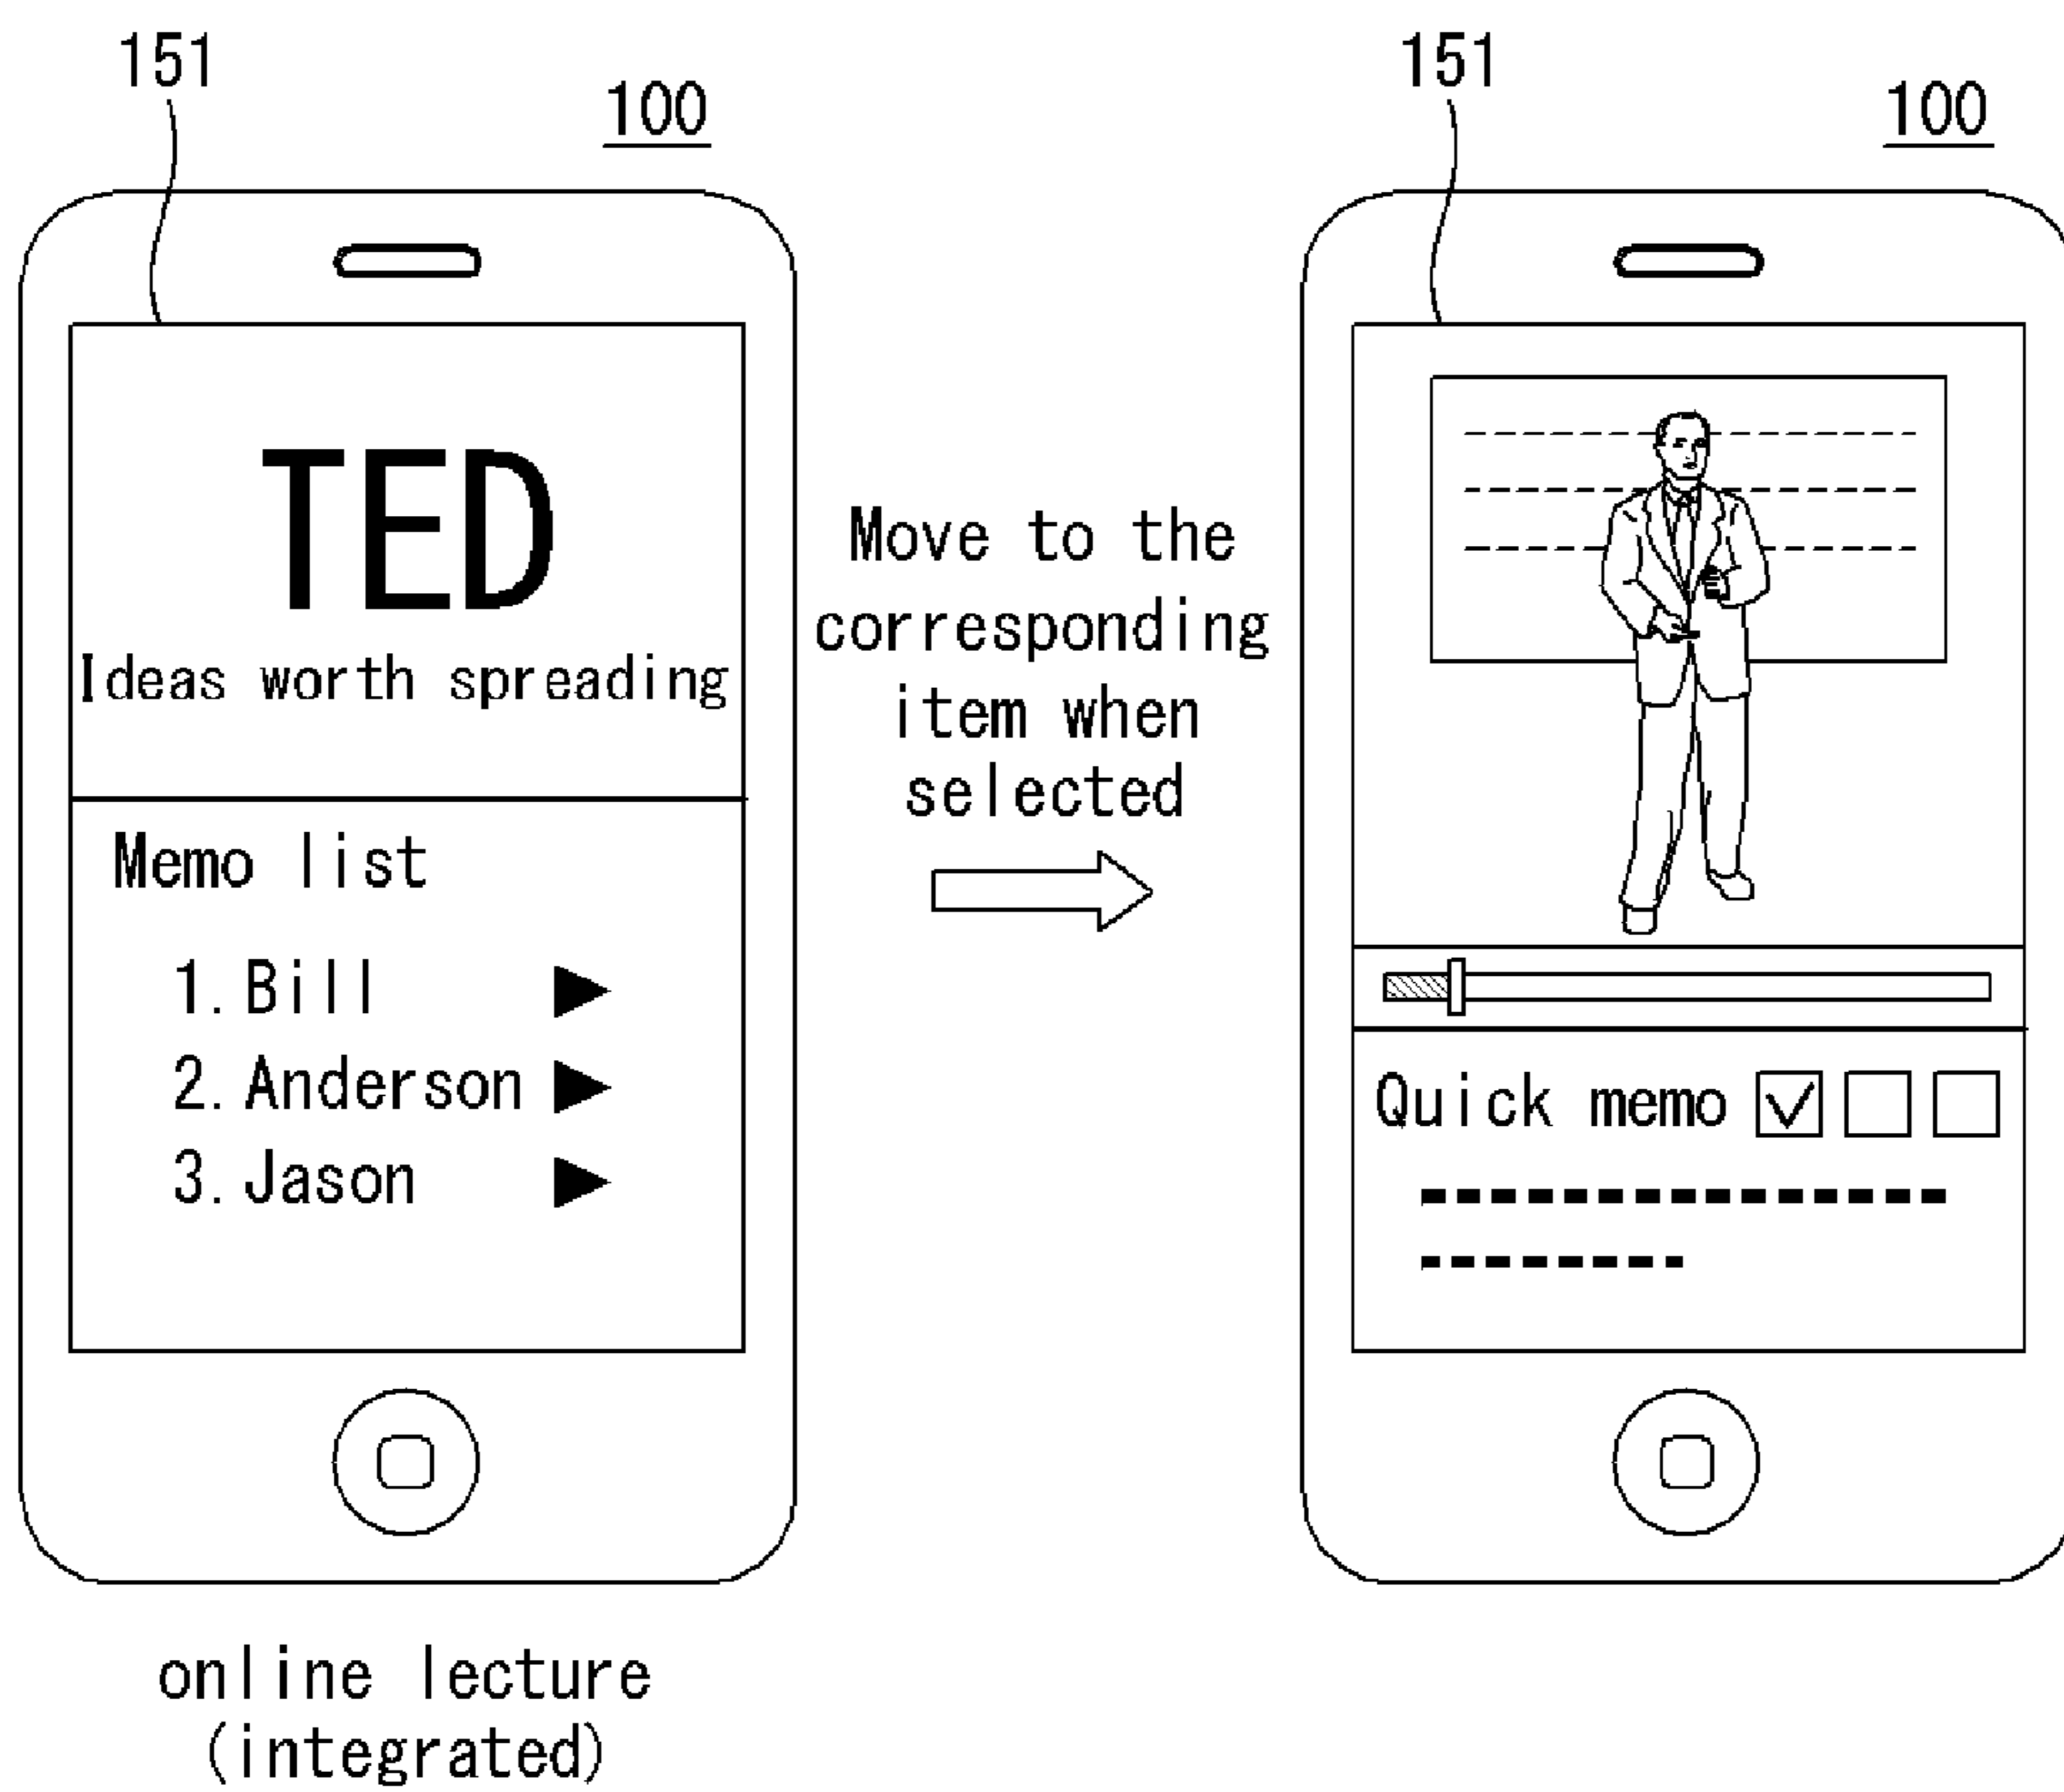 151
100
TED
Ideas worth spreading
Memo list
1. Bill
2. Anderson
3. Jason
online lecture
(integrated)
Move to the
corresponding
item when
selected
151
100
Quick memo